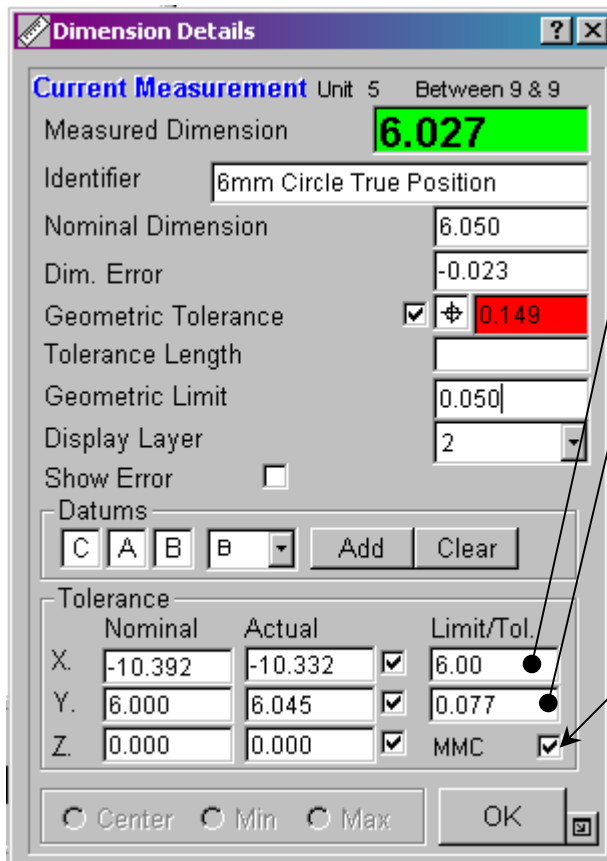 Dimension Details
Current Measurement Unit 5 Between 9 & 9
Measured Dimension 6.027
Identifier 6mm Circle True Position
Nominal Dimension 6.050
Dim. Error -0.023
Geometric Tolerance 0.149
Tolerance Length
Geometric Limit 0.050
Display Layer 2
Show Error
Datums
C A B B Add Clear
Tolerance
Nominal Actual Limit/Tol.
X. -10.392 -10.332 6.00
Y. 6.000 6.045 0.077
Z. 0.000 0.000 MMC
Center Min Max OK